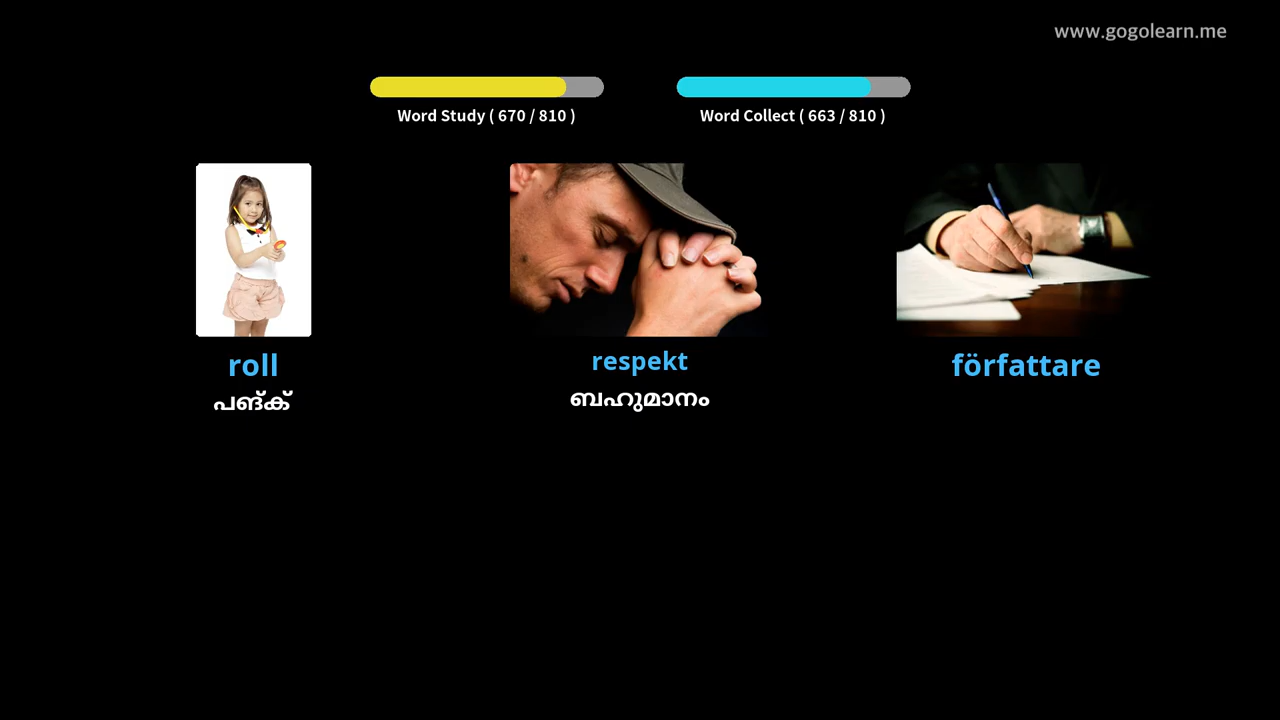 www.gogolearn.me
Word Study ( 670 / 810 )
Word Collect ( 663 / 810 )
roll
പങ്ക്
respekt
ബഹുമാനം
författare